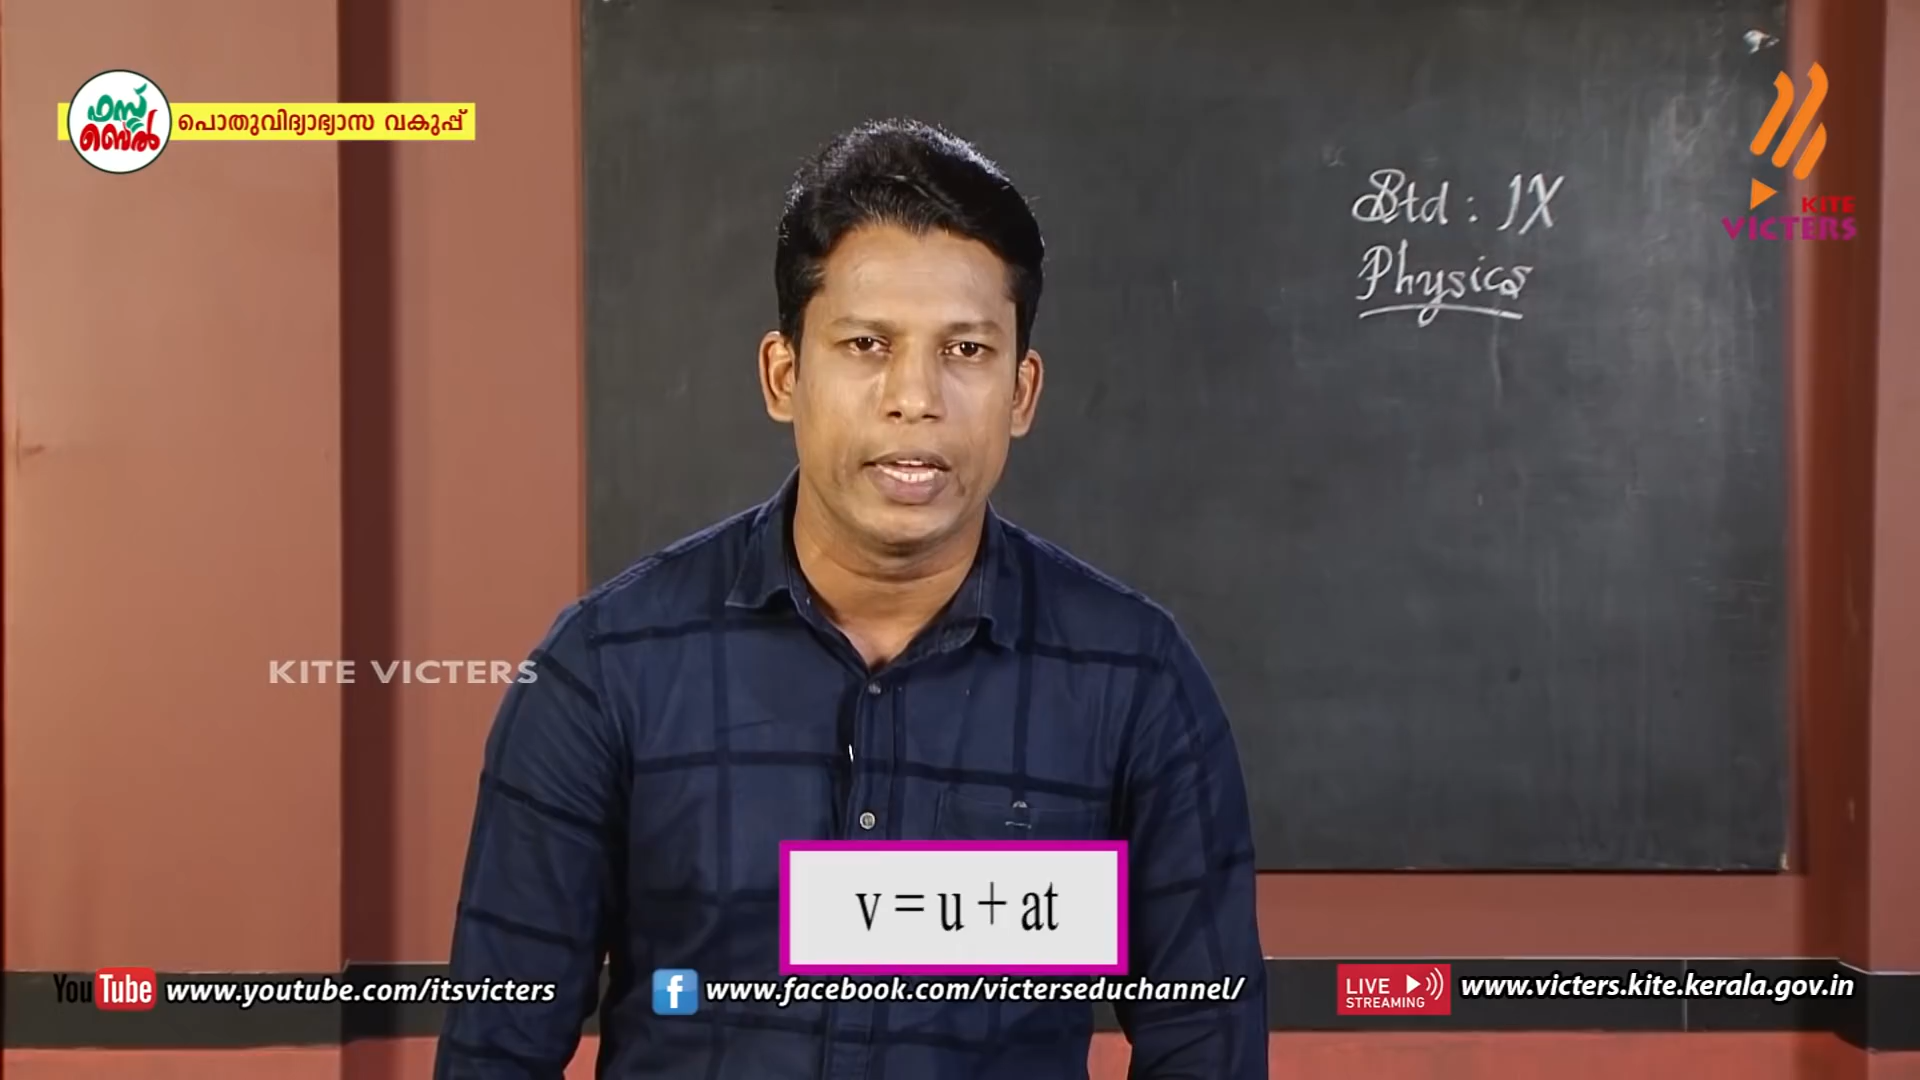 ഫസ്റ്റ്
ബെൽ
പൊതുവിദ്യാഭ്യാസ വകുപ്പ്
Std : IX
Physics
KITE
VICTERS
KITE VICTERS
v = u + at
YouTube www.youtube.com/itsvicters
f www.facebook.com/victerseduchannel/
LIVE
STREAMING
www.victers.kite.kerala.gov.in